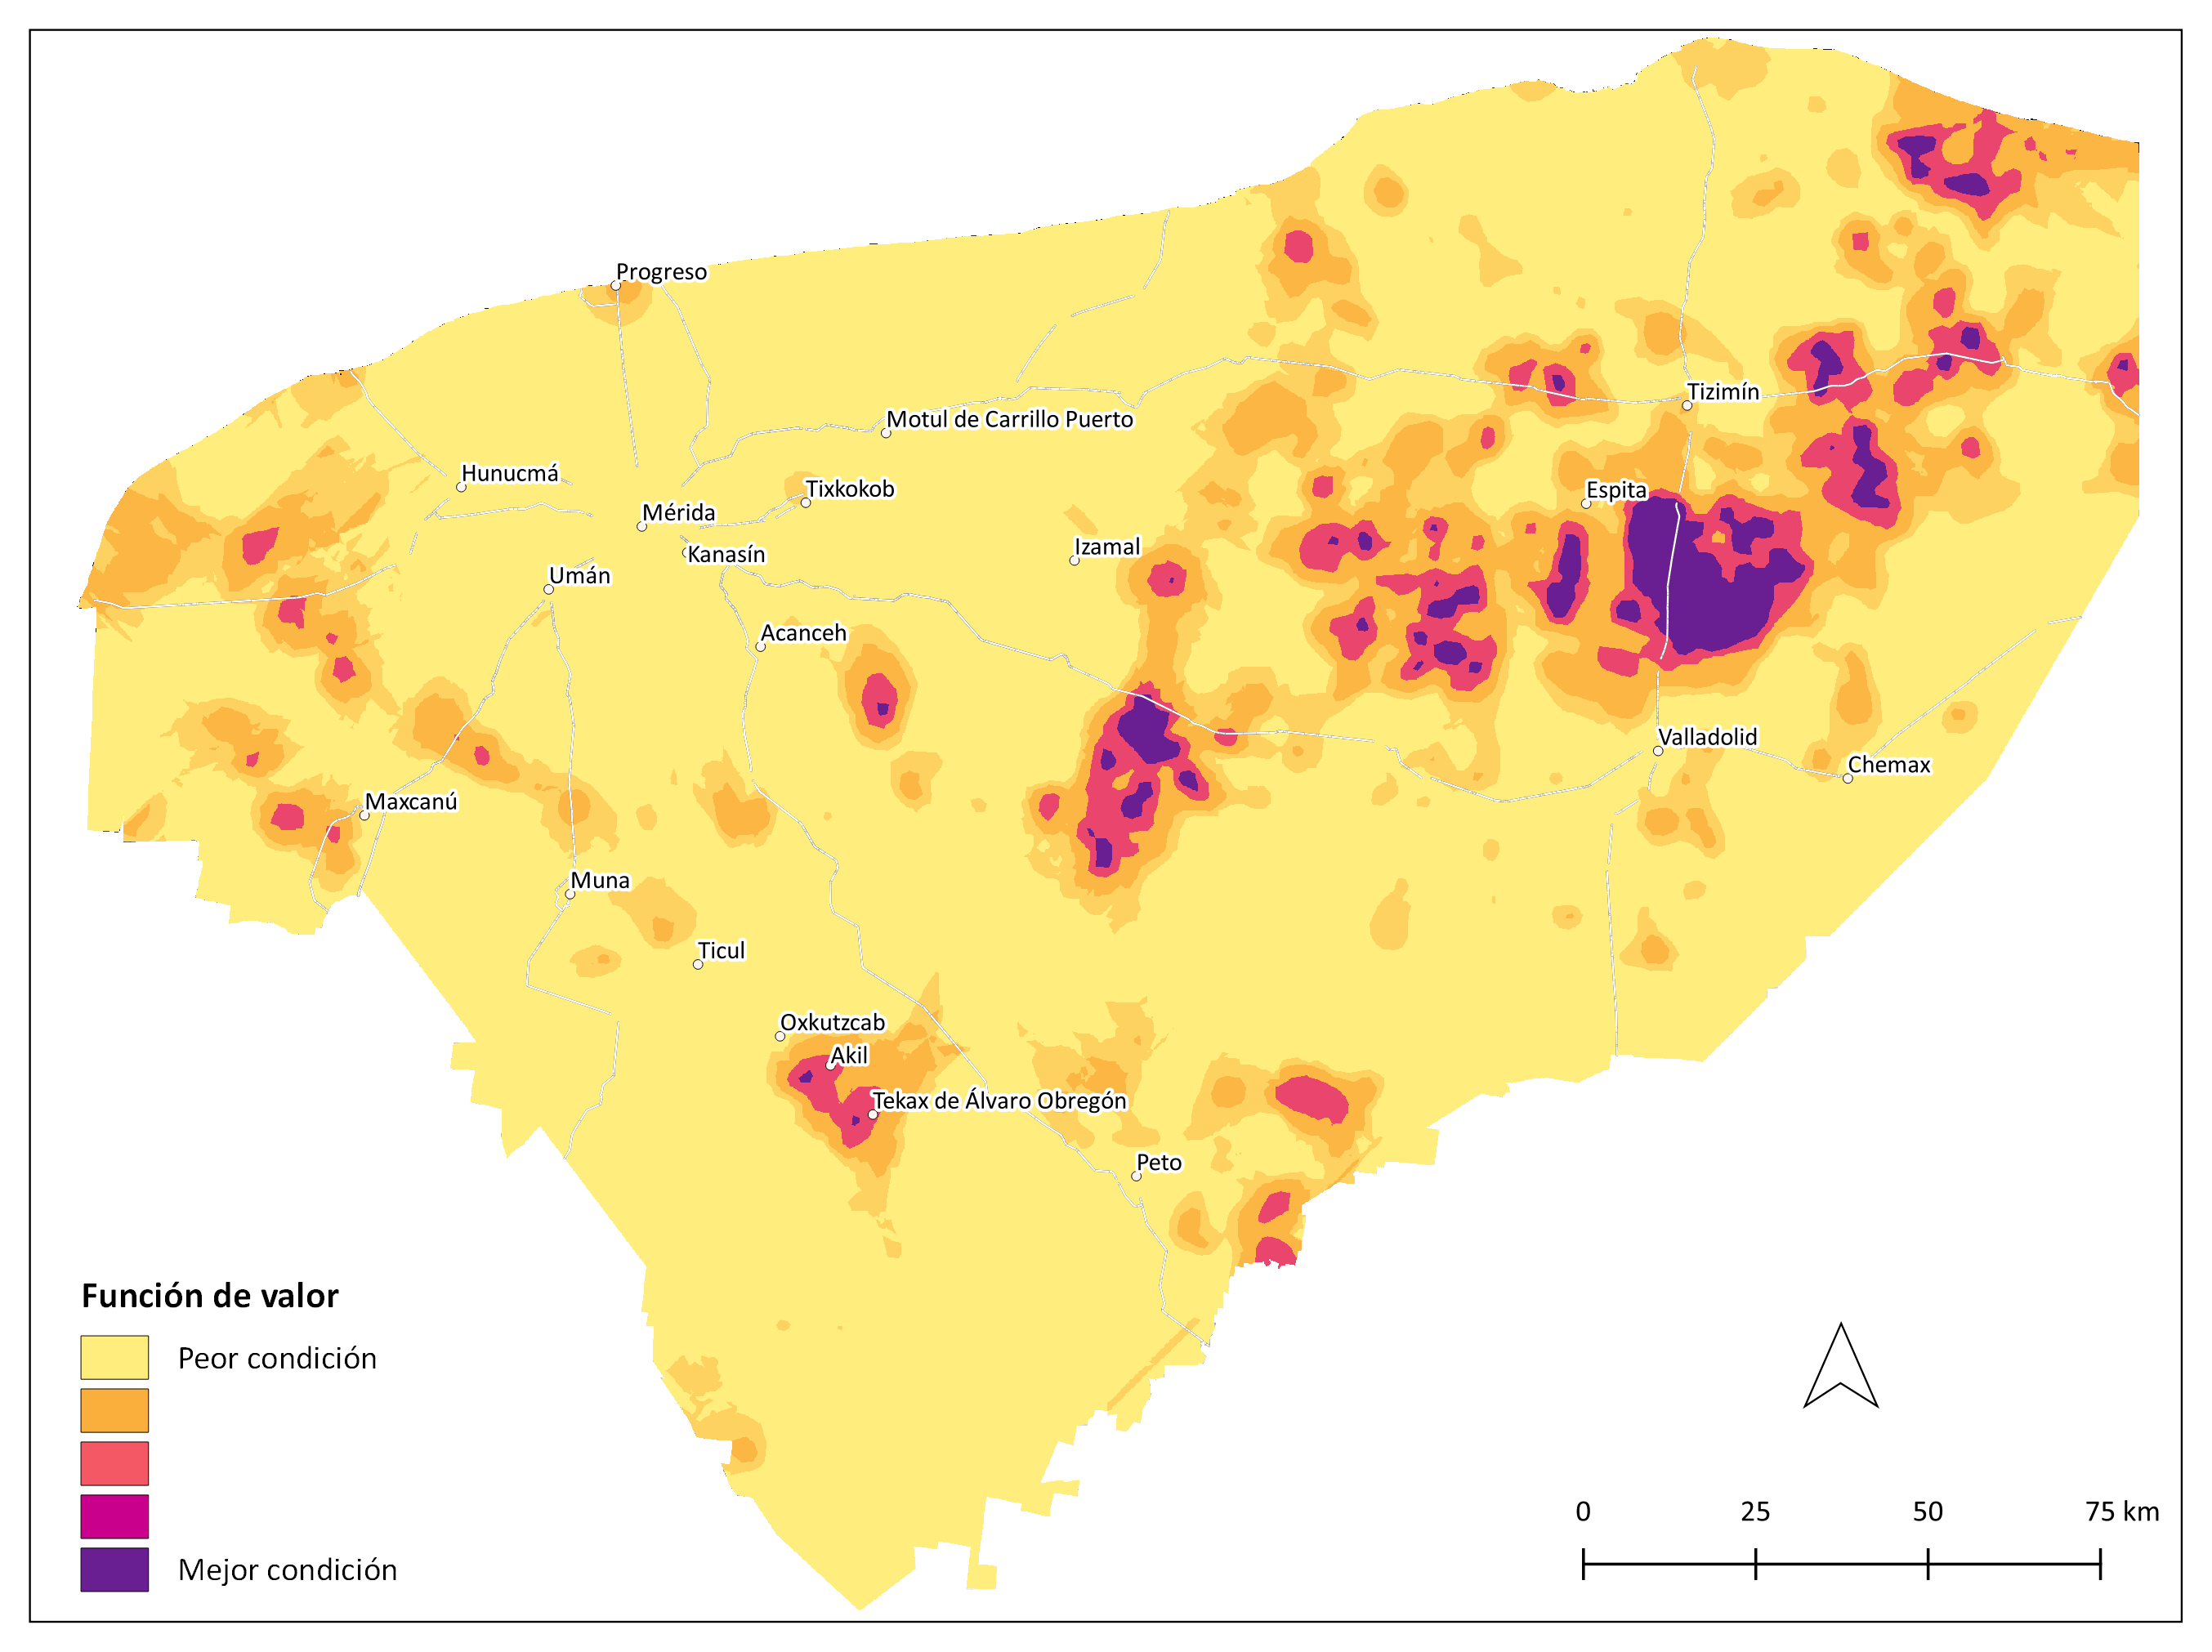 Progreso
Tizimín
Motul de Carrillo Puerto
Hunucmá
Tixkokob
Espita
Mérida
Izamal
Kanasín
Umán
Acanceh
Valladolid
Chemax
Maxcanú
Muna
Ticul
Oxkutzcab
Akil
Tekax de Álvaro Obregón
Peto
Función de valor
Peor condición
Mejor condición
0 25 50 75 km